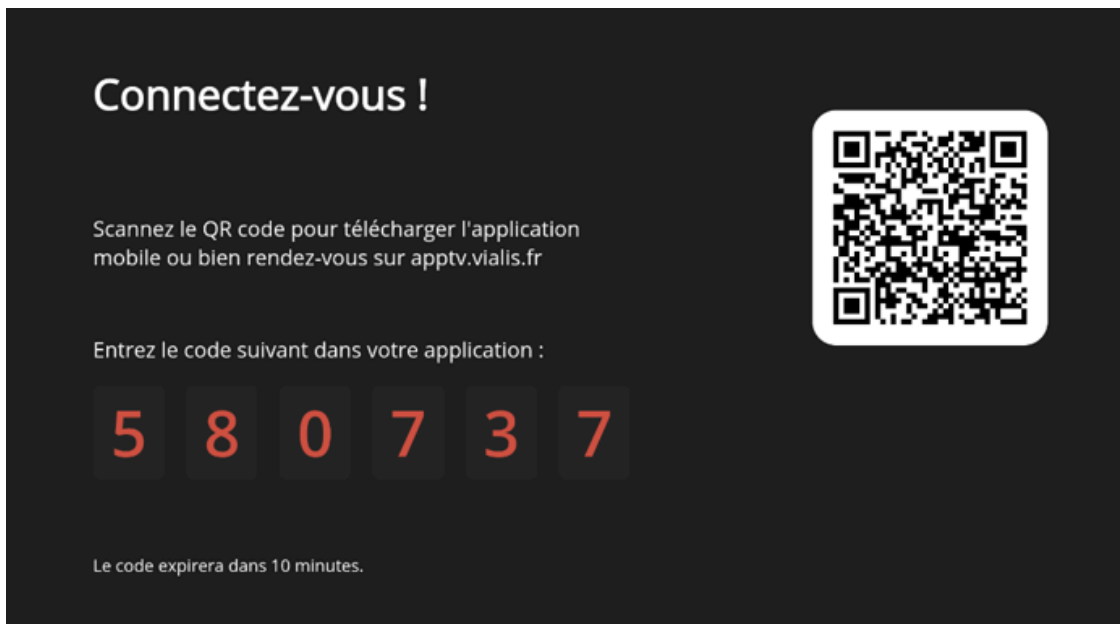 Connectez-vous !
Scannez le QR code pour télécharger l'application
mobile ou bien rendez-vous sur apptv.vialis.fr
Entrez le code suivant dans votre application :
5 8 0 7 3 7
Le code expirera dans 10 minutes.